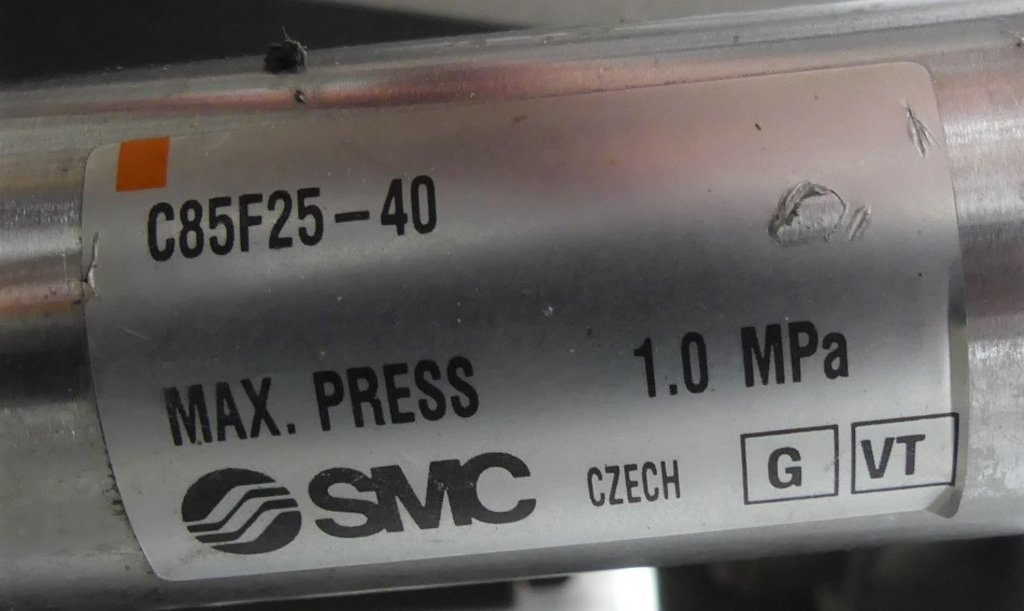 C85F25-40
MAX. PRESS 1.0 MPa
SMC CZECH G VT